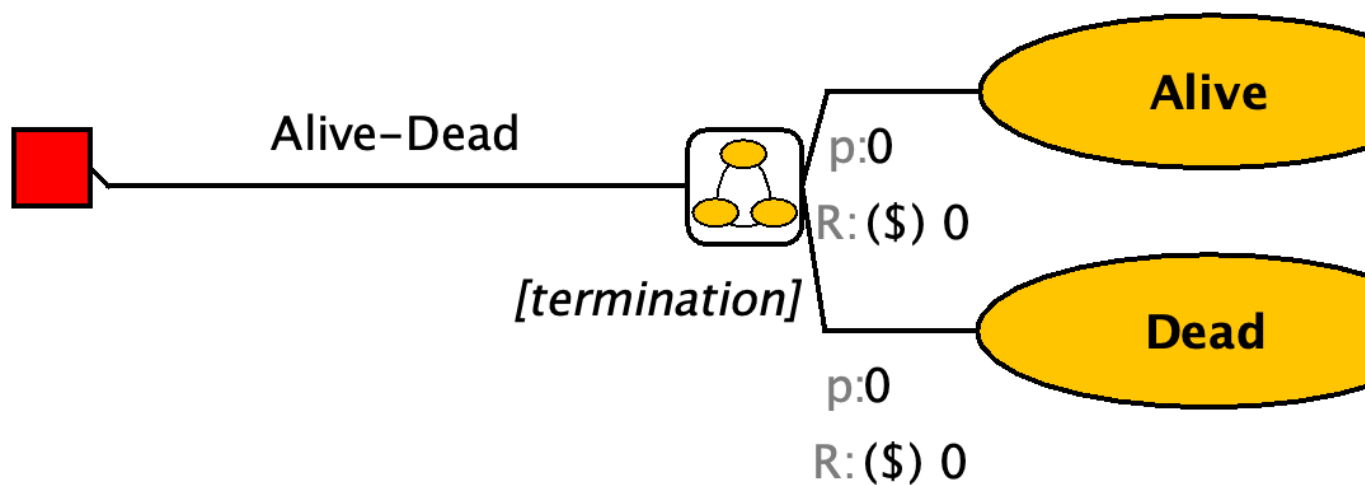 Alive
Alive–Dead
p:0
R: ($) 0
[termination]
Dead
p:0
R: ($) 0